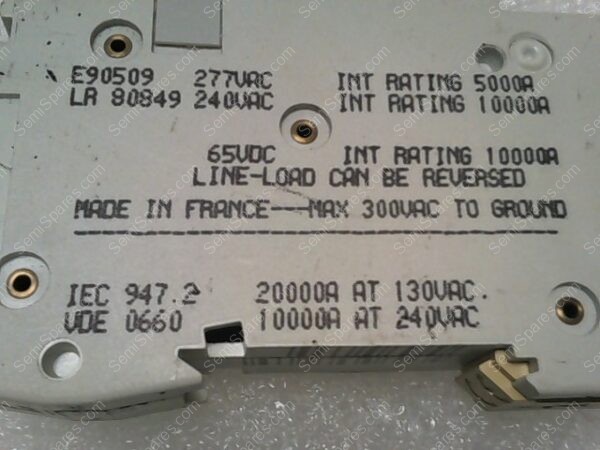 E90509 277VAC INT RATING 5000A
LR 80849 240VAC INT RATING 10000A
65VDC INT RATING 10000A
LINE-LOAD CAN BE REVERSED
MADE IN FRANCE---MAX 300VAC TO GROUND
IEC 947.2 20000A AT 130VAC.
VDE 0660 10000A AT 240VAC
SemiSpares.com